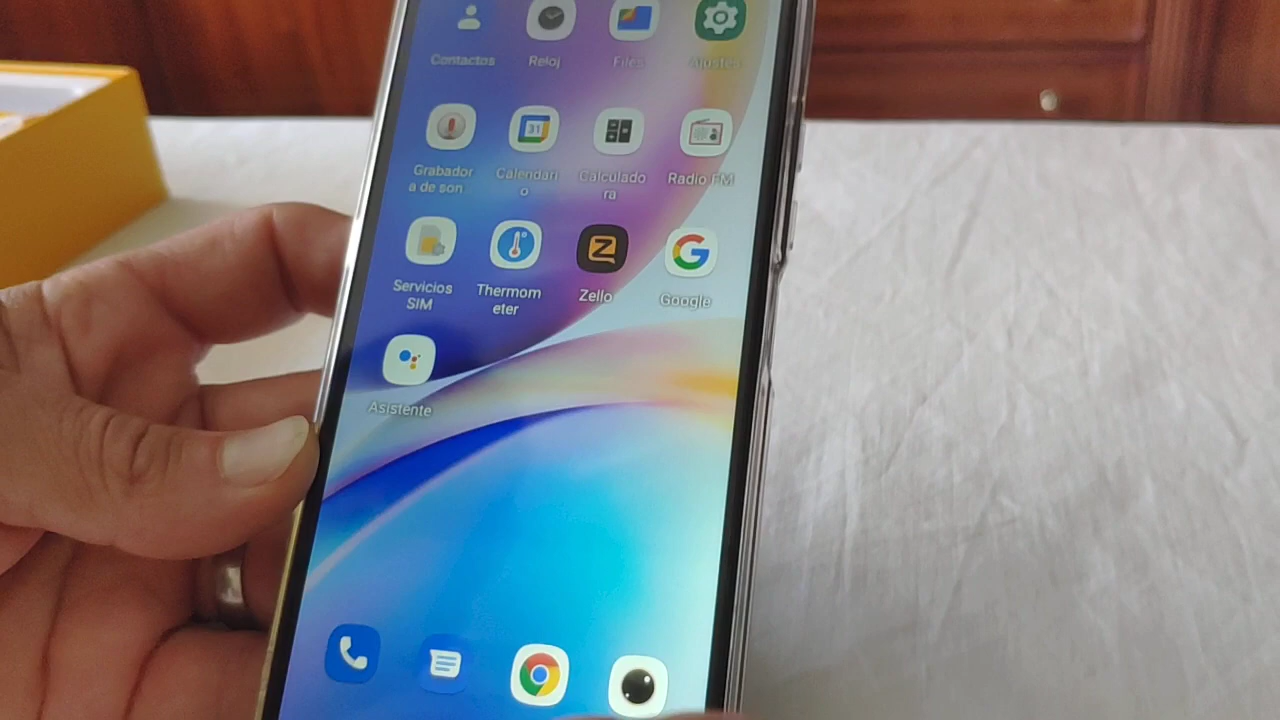 Contactos
Reloj
Files
Ajustes
Grabador
a de son
Calendari
o
Calculado
ra
Radio FM
31
Servicios
SIM
Thermom
eter
Zello
Google
Asistente